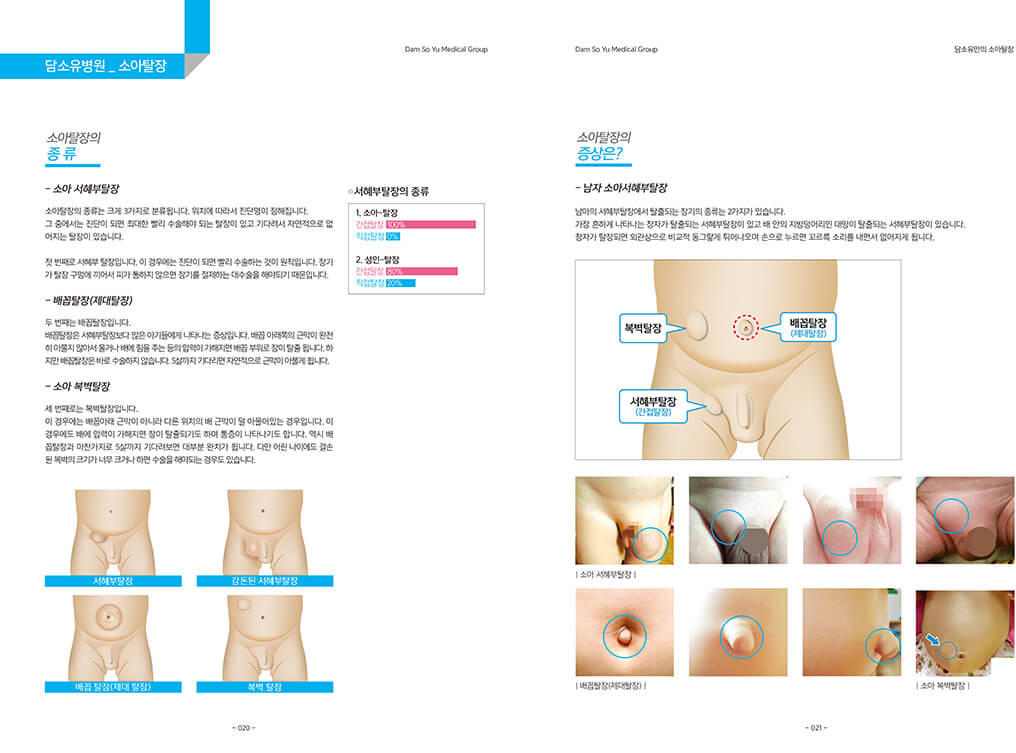 담소유병원 _ 소아탈장
Dam So Yu Medical Group
소아탈장의
종 류
- 소아 서혜부탈장
소아탈장의 종류는 크게 3가지로 분류됩니다. 위치에 따라서 진단명이 정해집니다.
그 중에서는 진단이 되면 최대한 빨리 수술해야 되는 탈장이 있고 기다려서 자연적으로 없
어지는 탈장이 있습니다.
첫 번째로 서혜부 탈장입니다. 이 경우에는 진단이 되면 빨리 수술하는 것이 원칙입니다. 장기
가 탈장 구멍에 끼어서 피가 통하지 않으면 장기를 절제하는 대수술을 해야되기 때문입니다.
- 배꼽탈장(제대탈장)
두 번째는 배꼽탈장입니다.
배꼽탈장은 서혜부탈장보다 많은 아기들에게 나타나는 증상입니다. 배꼽 아래쪽의 근막이 완전
히 아물지 않아서 울거나 배에 힘을 주는 등의 압력이 가해지면 배꼽 부위로 장이 탈출 됩니다. 하
지만 배꼽탈장은 바로 수술하지 않습니다. 5살까지 기다리면 자연적으로 근막이 아물게 됩니다.
- 소아 복벽탈장
세 번째로는 복벽탈장입니다.
이 경우에는 배꼽아래 근막이 아니라 다른 위치의 배 근막이 덜 아물어있는 경우입니다. 이
경우에도 배에 압력이 가해지면 장이 탈출되기도 하며 통증이 나타나기도 합니다. 역시 배
꼽탈장과 마찬가지로 5살까지 기다려보면 대부분 완치가 됩니다. 다만 어린 나이에도 결손
된 복벽의 크기가 너무 크거나 하면 수술을 해야되는 경우도 있습니다.
서혜부탈장의 종류
1. 소아-탈장
간접탈장 100%
직접탈장 0%
2. 성인-탈장
간접탈장 80%
직접탈장 20%
서혜부탈장
감돈된 서혜부탈장
배꼽 탈장(제대 탈장)
복벽 탈장
- 020 -
Dam So Yu Medical Group
담소유만의 소아탈장
소아탈장의
증상은?
- 남자 소아서혜부탈장
남아의 서혜부탈장에서 탈출되는 장기의 종류는 2가지가 있습니다.
가장 흔하게 나타나는 창자가 탈출되는 서혜부탈장이 있고 배 안의 지방덩어리인 대망이 탈출되는 서혜부탈장이 있습니다.
창자가 탈장되면 외관상으로 비교적 동그랗게 튀어나오며 손으로 누르면 꼬르륵 소리를 내면서 없어지게 됩니다.
복벽탈장
배꼽탈장
(제대탈장)
서혜부탈장
(간접탈장)
| 소아 서혜부탈장 |
| 배꼽탈장(제대탈장) |
| 소아 복벽탈장 |
- 021 -